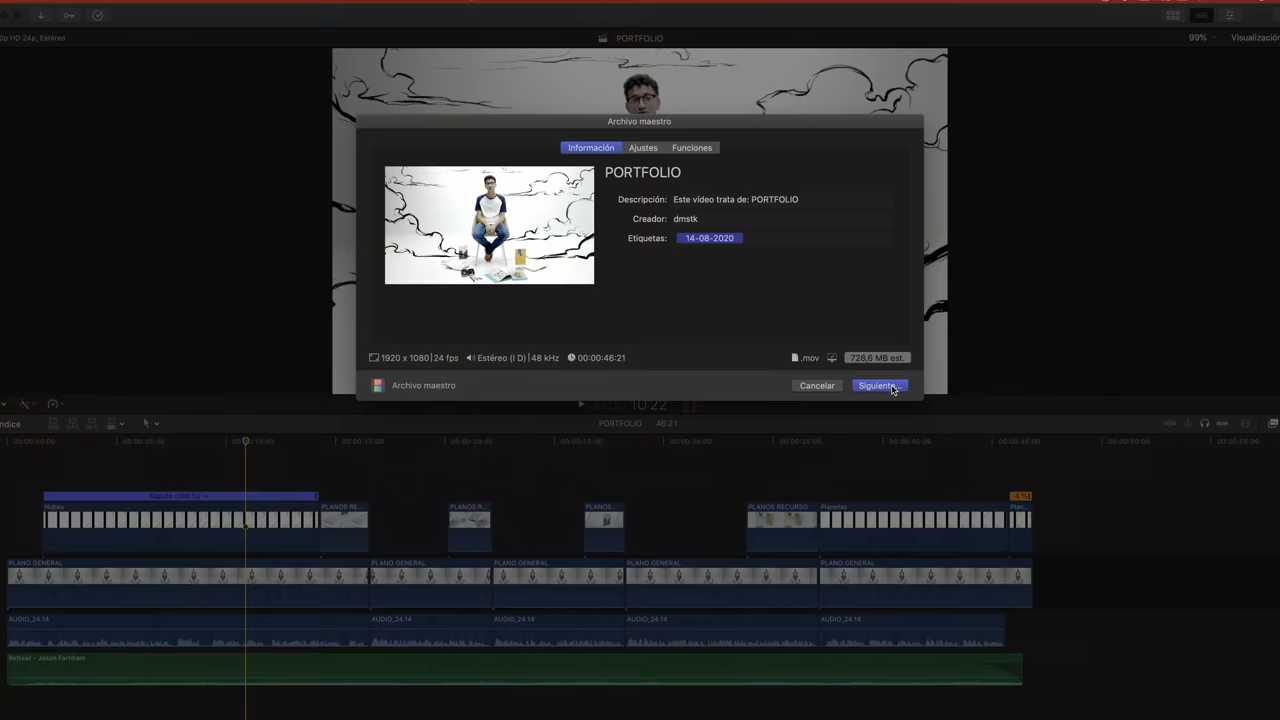 0p HD 24p, Estéreo
PORTFOLIO
99%
Visualización
Archivo maestro
Información
Ajustes
Funciones
PORTFOLIO
Descripción: Este vídeo trata de: PORTFOLIO
Creador: dmstk
Etiquetas: 14-08-2020
1920 x 1080 | 24 fps
Estéreo (I D) | 48 kHz
00:00:46:21
.mov
728,6 MB est.
Archivo maestro
Cancelar
Siguiente...
10:22
ndice
PORTFOLIO
46:21
00:00:00:00
00:00:05:00
00:00:10:00
00:00:15:00
00:00:20:00
00:00:25:00
00:00:30:00
00:00:35:00
00:00:40:00
00:00:45:00
00:00:50:00
Rápido (
Nubes
PLANOS RE...
PLANOS R...
PLANOS...
PLANOS RECURSO
Planetas
Plan...
PLANO GENERAL
PLANO GENERAL
PLANO GENERAL
PLANO GENERAL
PLANO GENERAL
AUDIO_24.14
AUDIO_24.14
AUDIO_24.14
AUDIO_24.14
AUDIO_24.14
Retreat - Jason Farnham